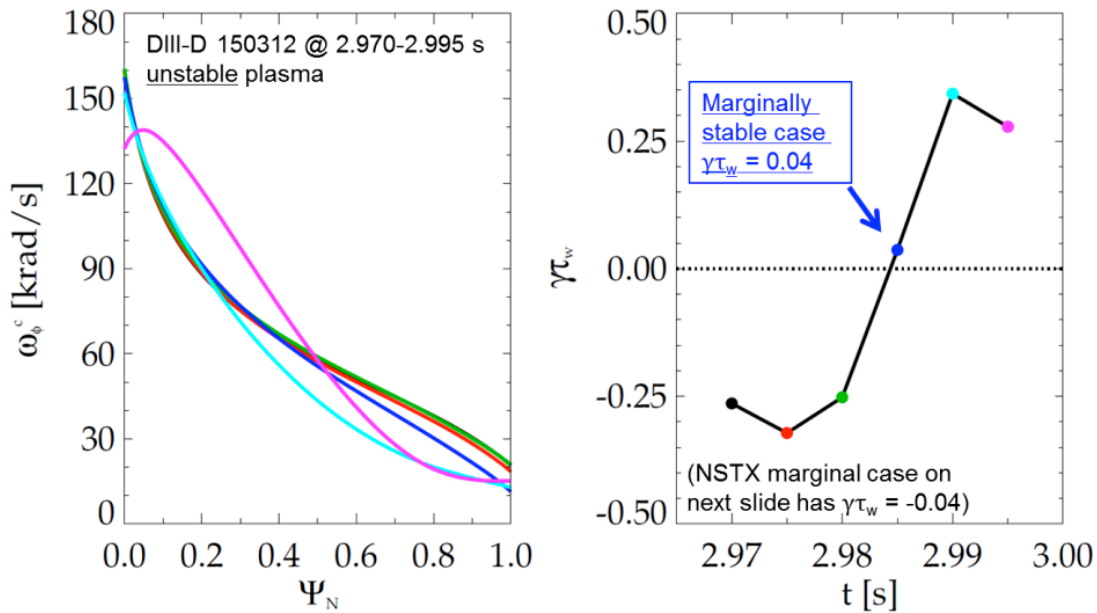 180
150
120
90
60
30
0
ω_ϕ^c [krad/s]
DIII-D 150312 @ 2.970-2.995 s
unstable plasma
0.0 0.2 0.4 0.6 0.8 1.0
Ψ_N
0.50
0.25
0.00
-0.25
-0.50
γτ_w
Marginally
stable case
γτ_w = 0.04
(NSTX marginal case on
next slide has γτ_w = -0.04)
2.97 2.98 2.99 3.00
t [s]